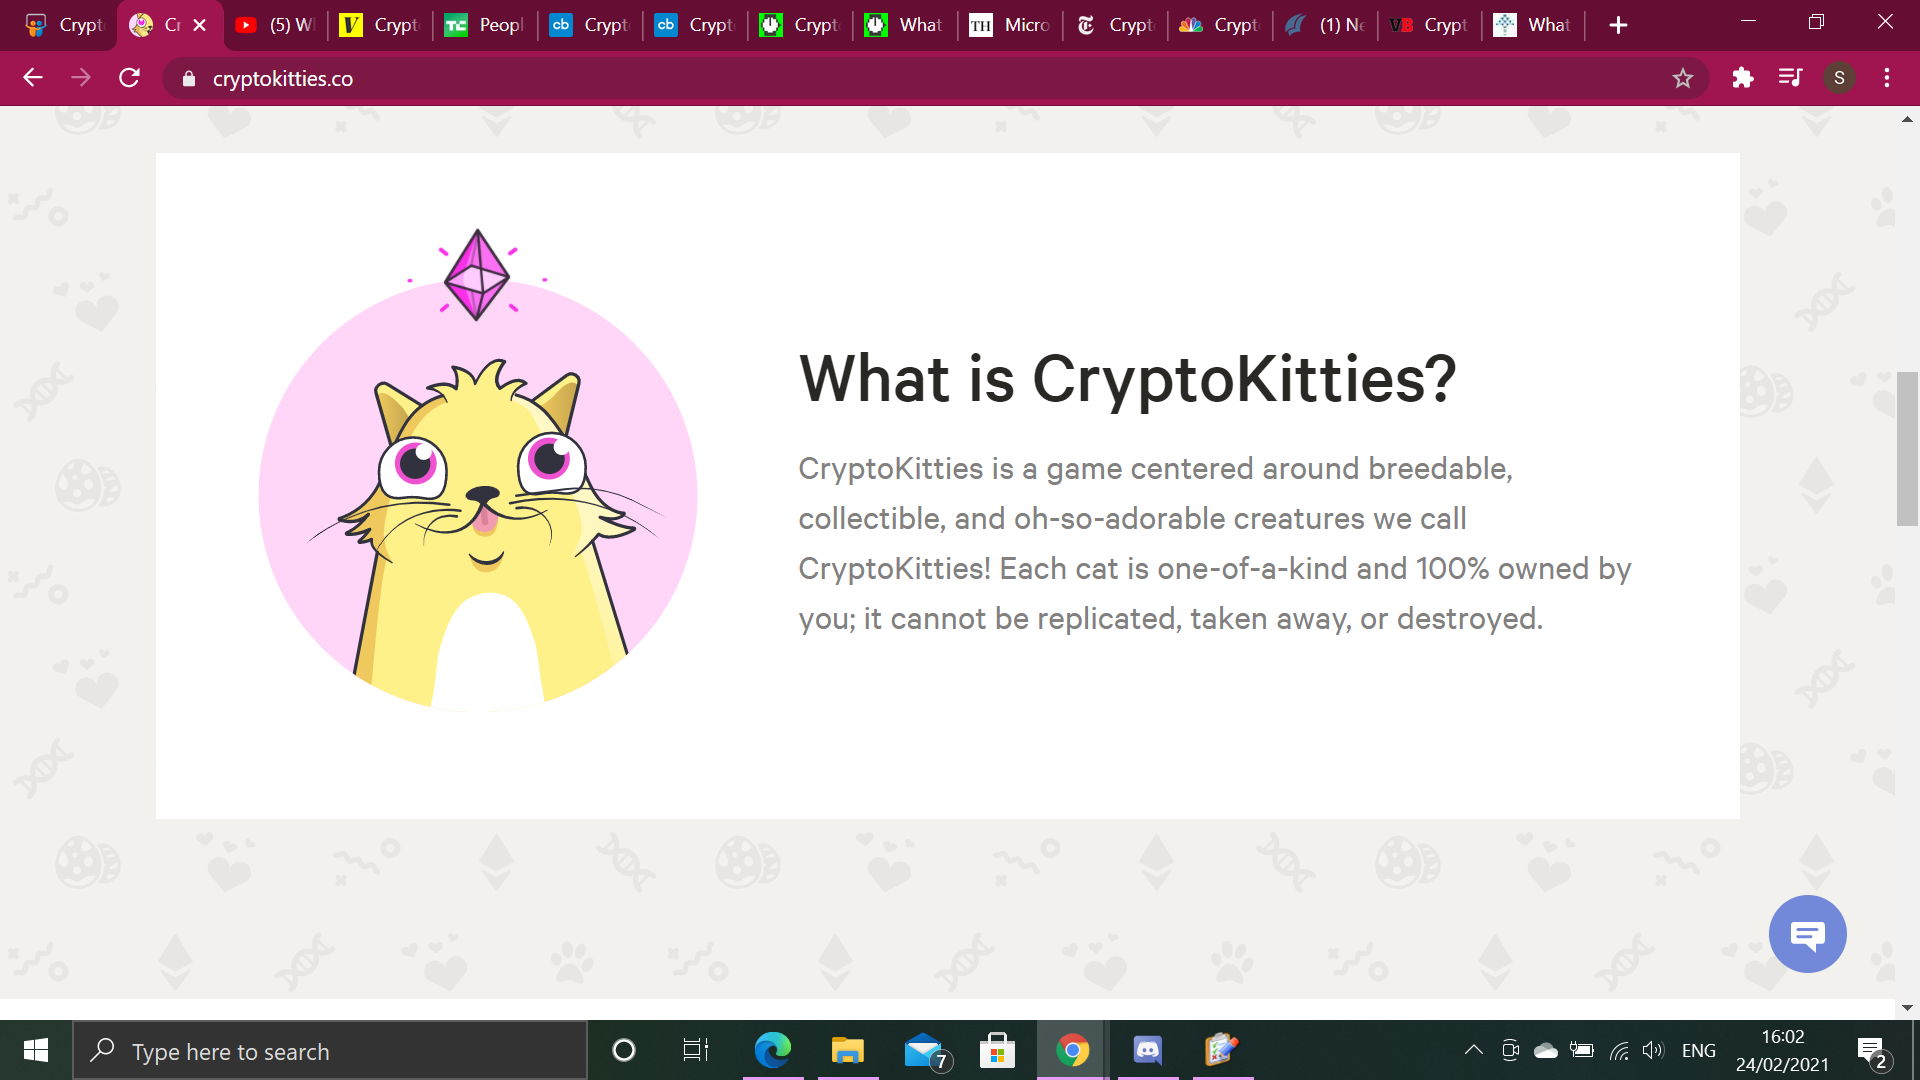 Crypt
Cr
(5) W
Crypt
Peopl
Crypt
Crypt
Crypt
What
Micro
Crypt
Crypt
(1) Ne
Crypt
What
cryptokitties.co
S
What is CryptoKitties?
CryptoKitties is a game centered around breedable,
collectible, and oh-so-adorable creatures we call
CryptoKitties! Each cat is one-of-a-kind and 100% owned by
you; it cannot be replicated, taken away, or destroyed.
Type here to search
7
ENG
16:02
24/02/2021
2